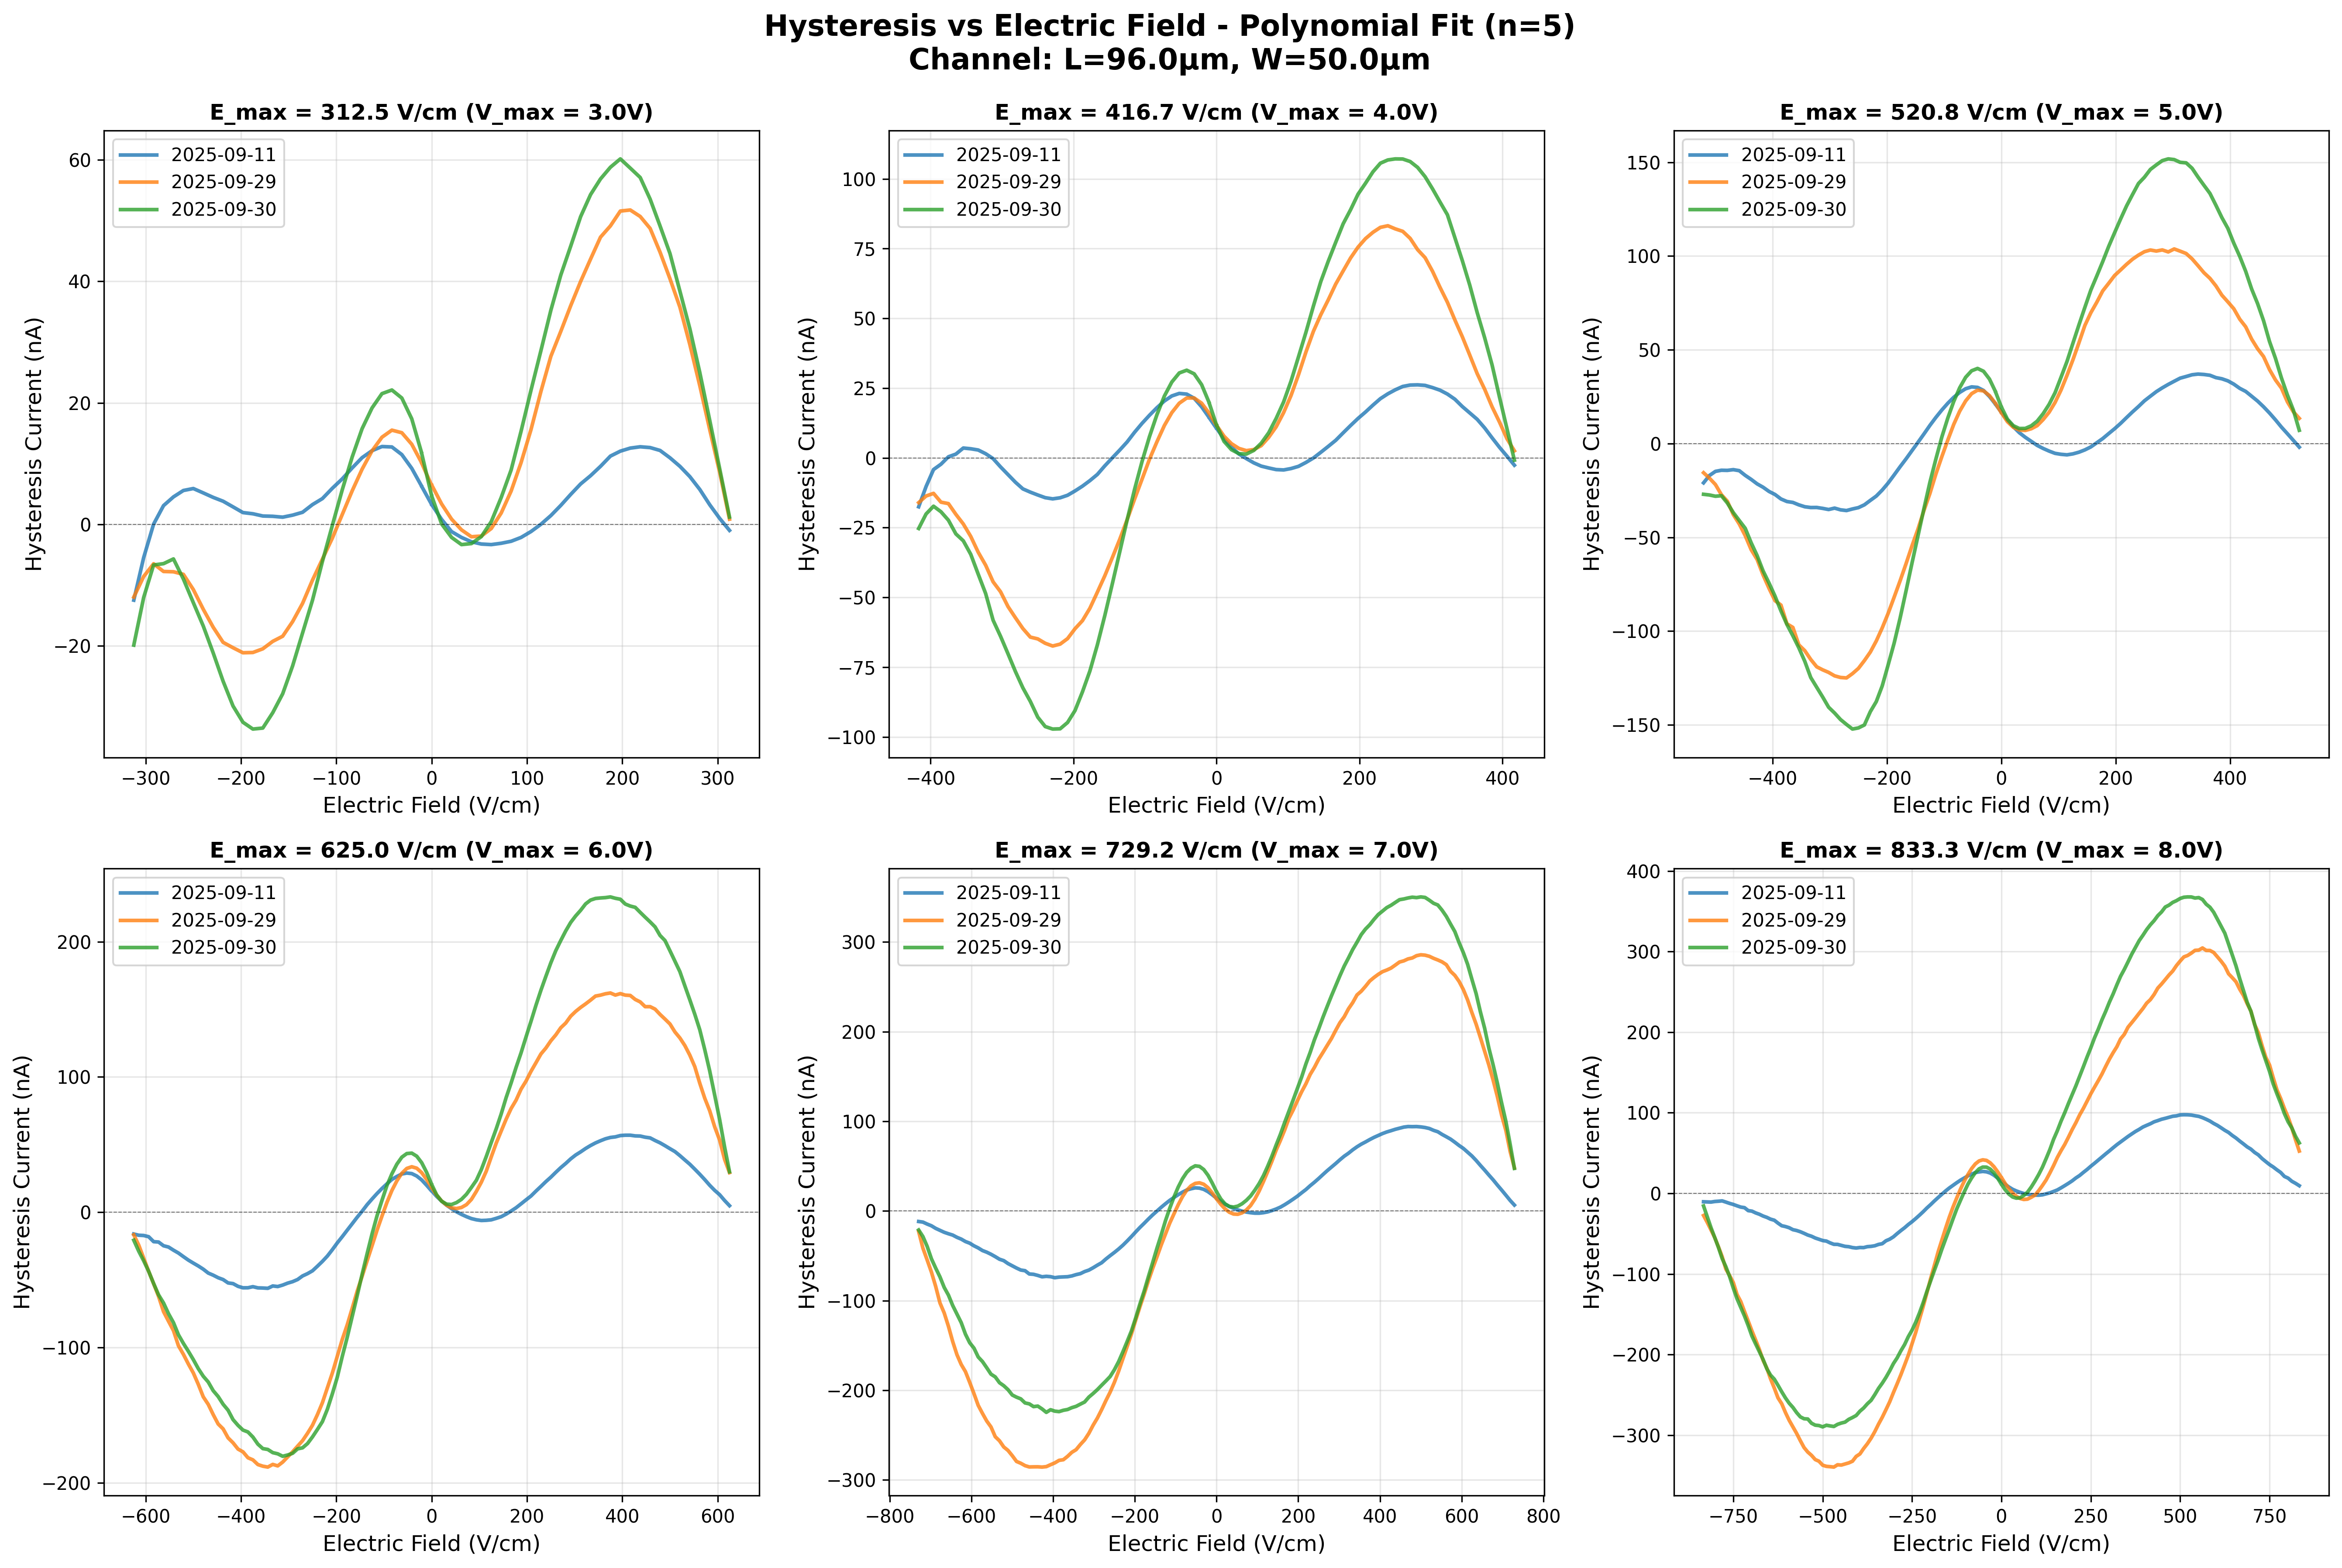 Hysteresis vs Electric Field - Polynomial Fit (n=5)
Channel: L=96.0μm, W=50.0μm
E_max = 312.5 V/cm (V_max = 3.0V)
2025-09-11
2025-09-29
2025-09-30
Hysteresis Current (nA)
60
40
20
0
−20
−300 −200 −100 0 100 200 300
Electric Field (V/cm)
E_max = 416.7 V/cm (V_max = 4.0V)
2025-09-11
2025-09-29
2025-09-30
Hysteresis Current (nA)
100
75
50
25
0
−25
−50
−75
−100
−400 −200 0 200 400
Electric Field (V/cm)
E_max = 520.8 V/cm (V_max = 5.0V)
2025-09-11
2025-09-29
2025-09-30
Hysteresis Current (nA)
150
100
50
0
−50
−100
−150
−400 −200 0 200 400
Electric Field (V/cm)
E_max = 625.0 V/cm (V_max = 6.0V)
2025-09-11
2025-09-29
2025-09-30
Hysteresis Current (nA)
200
100
0
−100
−200
−600 −400 −200 0 200 400 600
Electric Field (V/cm)
E_max = 729.2 V/cm (V_max = 7.0V)
2025-09-11
2025-09-29
2025-09-30
Hysteresis Current (nA)
300
200
100
0
−100
−200
−300
−800 −600 −400 −200 0 200 400 600 800
Electric Field (V/cm)
E_max = 833.3 V/cm (V_max = 8.0V)
2025-09-11
2025-09-29
2025-09-30
Hysteresis Current (nA)
400
300
200
100
0
−100
−200
−300
−750 −500 −250 0 250 500 750
Electric Field (V/cm)